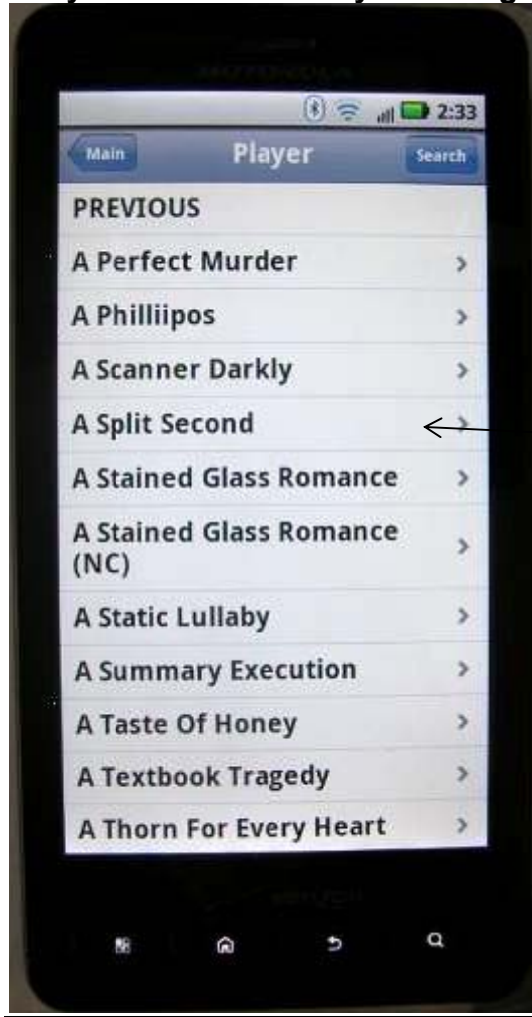 2:33
Main Player Search
PREVIOUS
A Perfect Murder
A Philliipos
A Scanner Darkly
A Split Second
A Stained Glass Romance
A Stained Glass Romance
(NC)
A Static Lullaby
A Summary Execution
A Taste Of Honey
A Textbook Tragedy
A Thorn For Every Heart